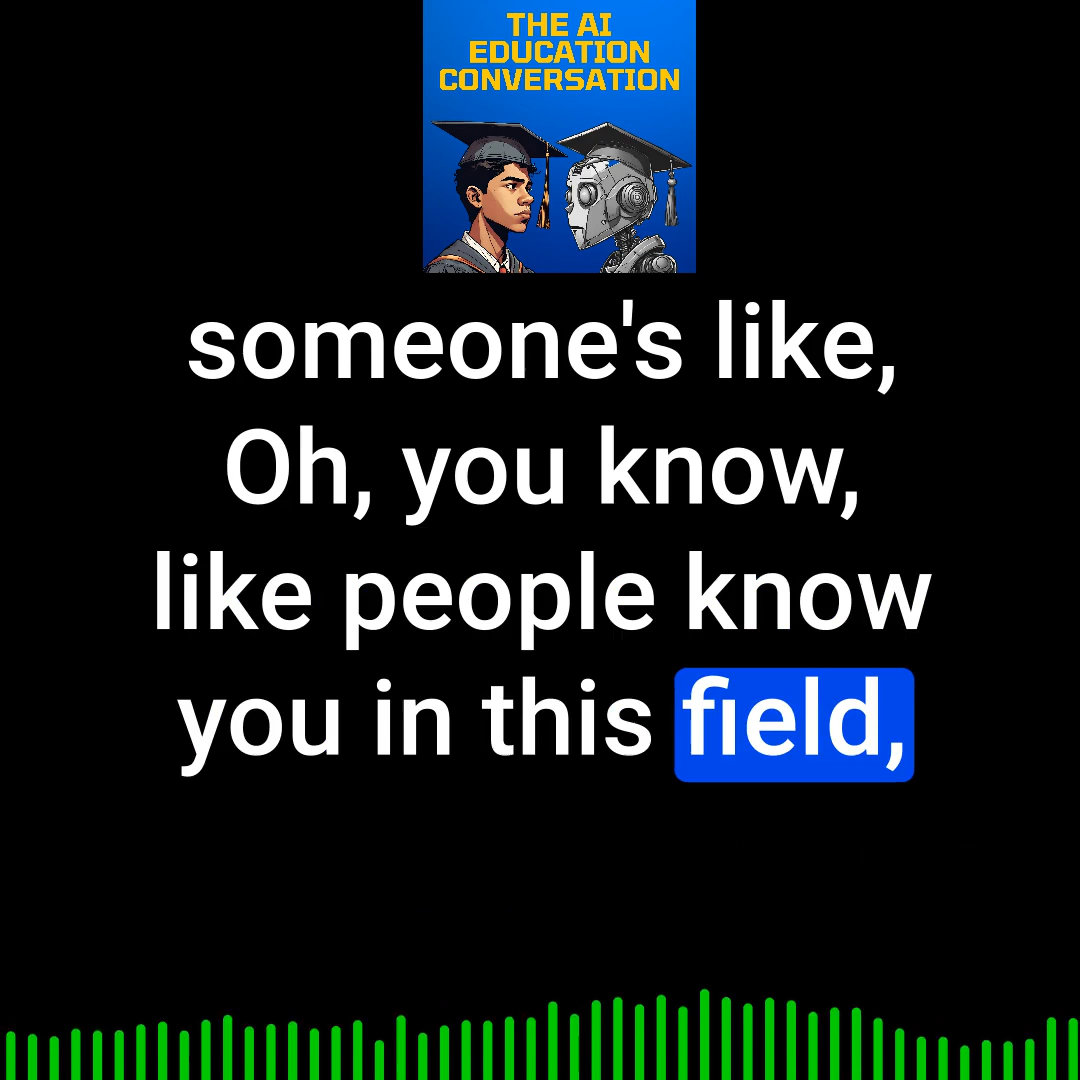 THE AI
EDUCATION
CONVERSATION
someone's like,
Oh, you know,
like people know
you in this field,